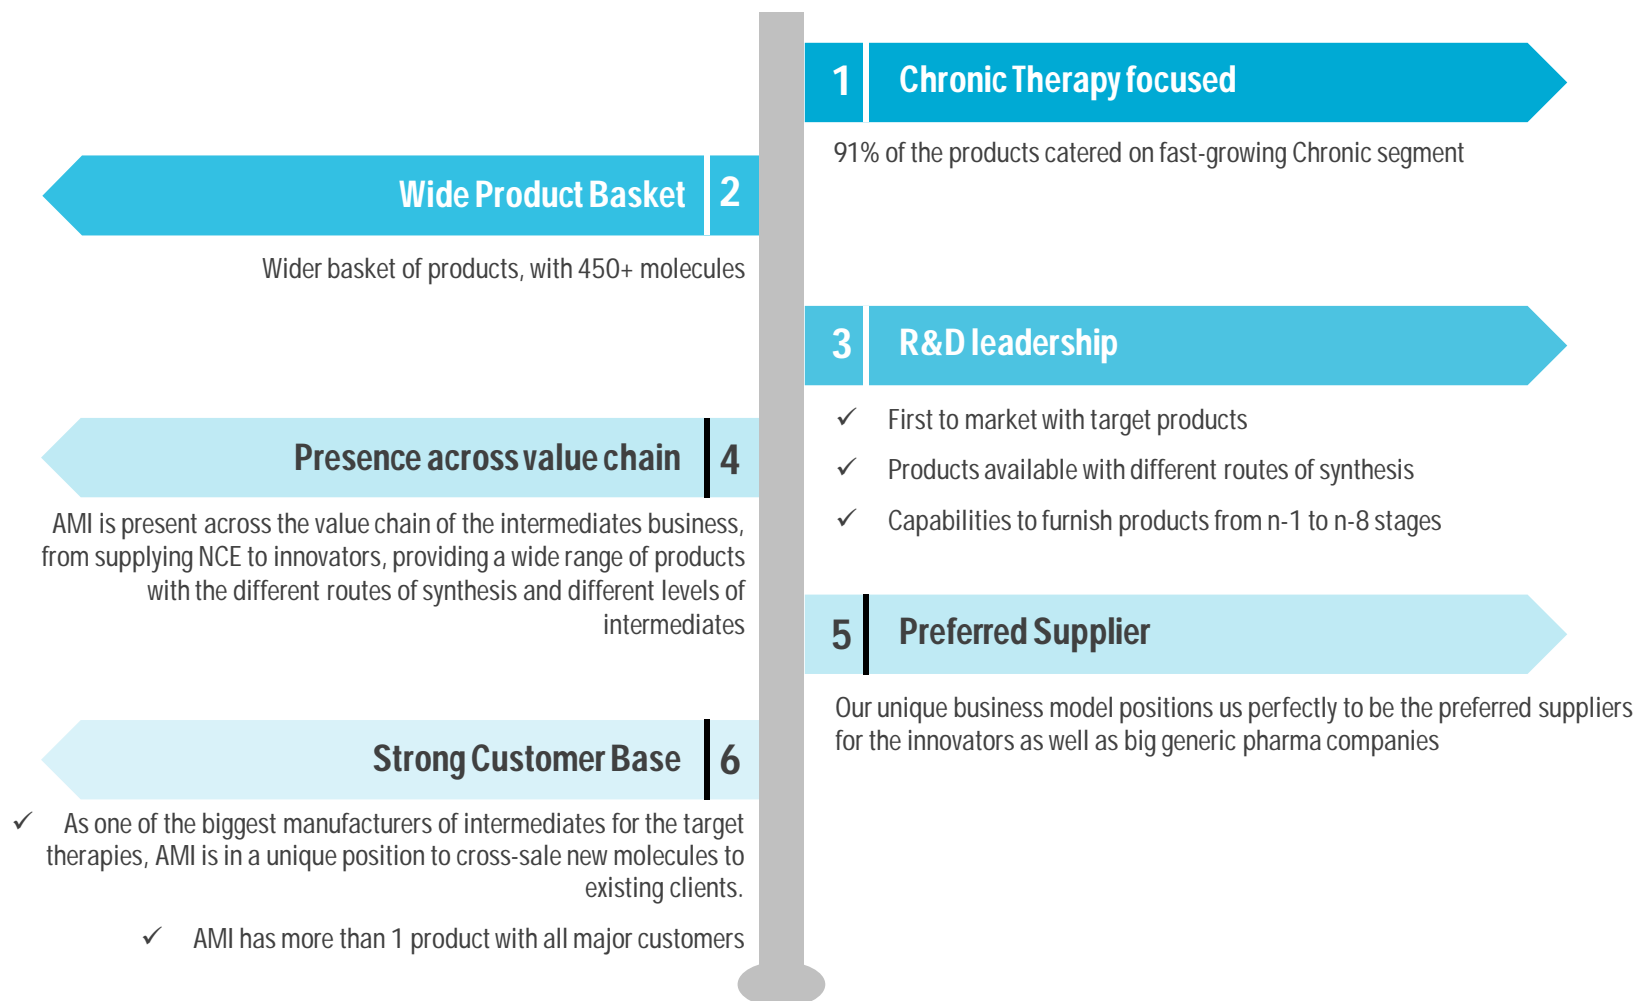 1 Chronic Therapy focused
91% of the products catered on fast-growing Chronic segment
Wide Product Basket 2
Wider basket of products, with 450+ molecules
3 R&D leadership
✓ First to market with target products
✓ Products available with different routes of synthesis
✓ Capabilities to furnish products from n-1 to n-8 stages
Presence across value chain 4
AMI is present across the value chain of the intermediates business,
from supplying NCE to innovators, providing a wide range of products
with the different routes of synthesis and different levels of
intermediates
5 Preferred Supplier
Our unique business model positions us perfectly to be the preferred suppliers
for the innovators as well as big generic pharma companies
Strong Customer Base 6
✓ As one of the biggest manufacturers of intermediates for the target
therapies, AMI is in a unique position to cross-sale new molecules to
existing clients.
✓ AMI has more than 1 product with all major customers